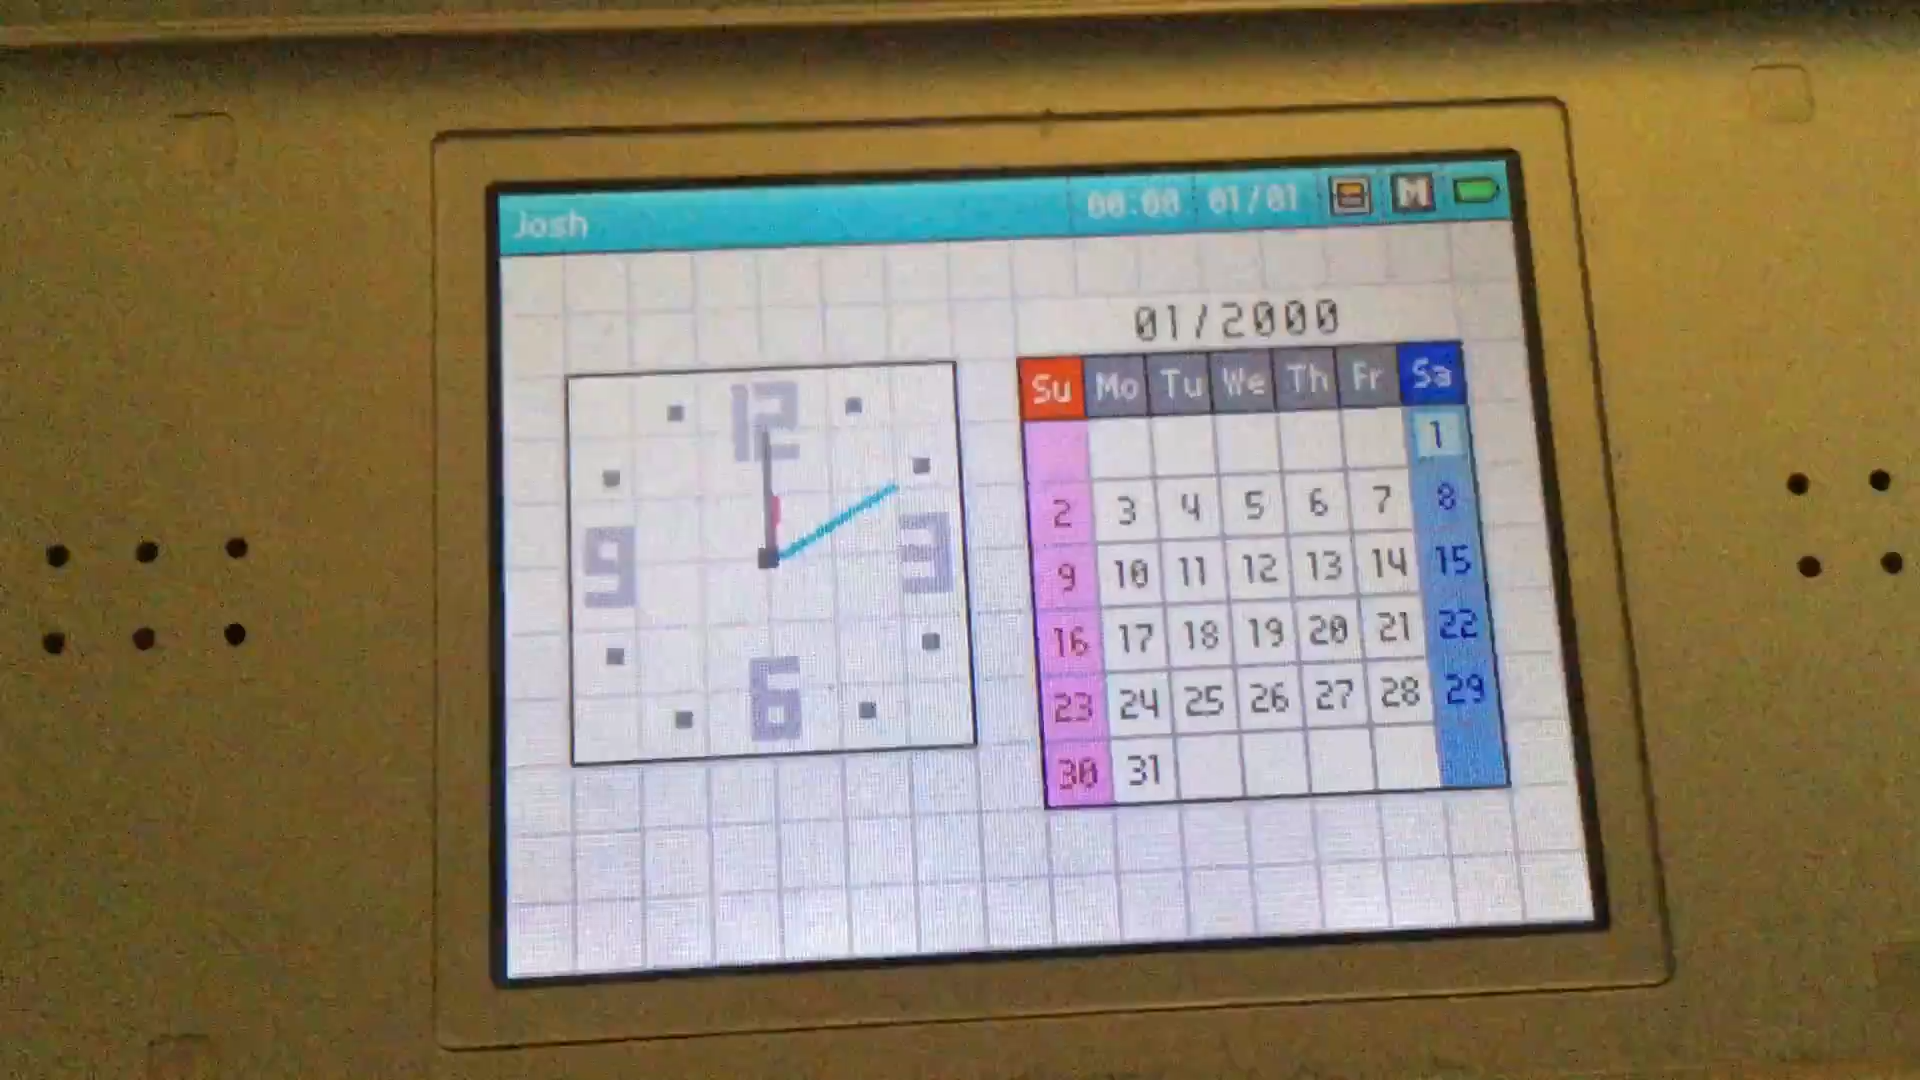 Josh 00:00 01/01 M
01/2000
12
9 3
6
Su Mo Tu We Th Fr Sa
1
2 3 4 5 6 7 8
9 10 11 12 13 14 15
16 17 18 19 20 21 22
23 24 25 26 27 28 29
30 31